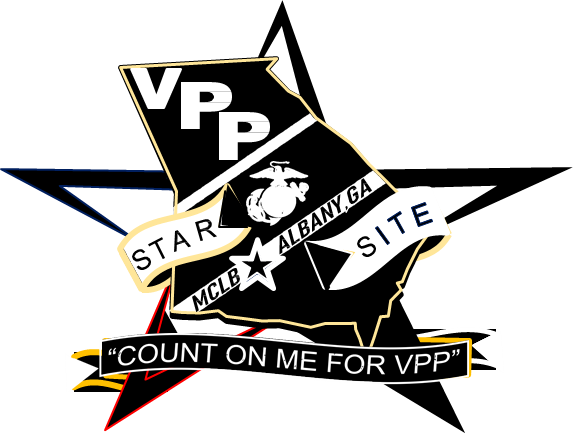 VPP
STAR SITE
MCLB ALBANY,GA
“COUNT ON ME FOR VPP”